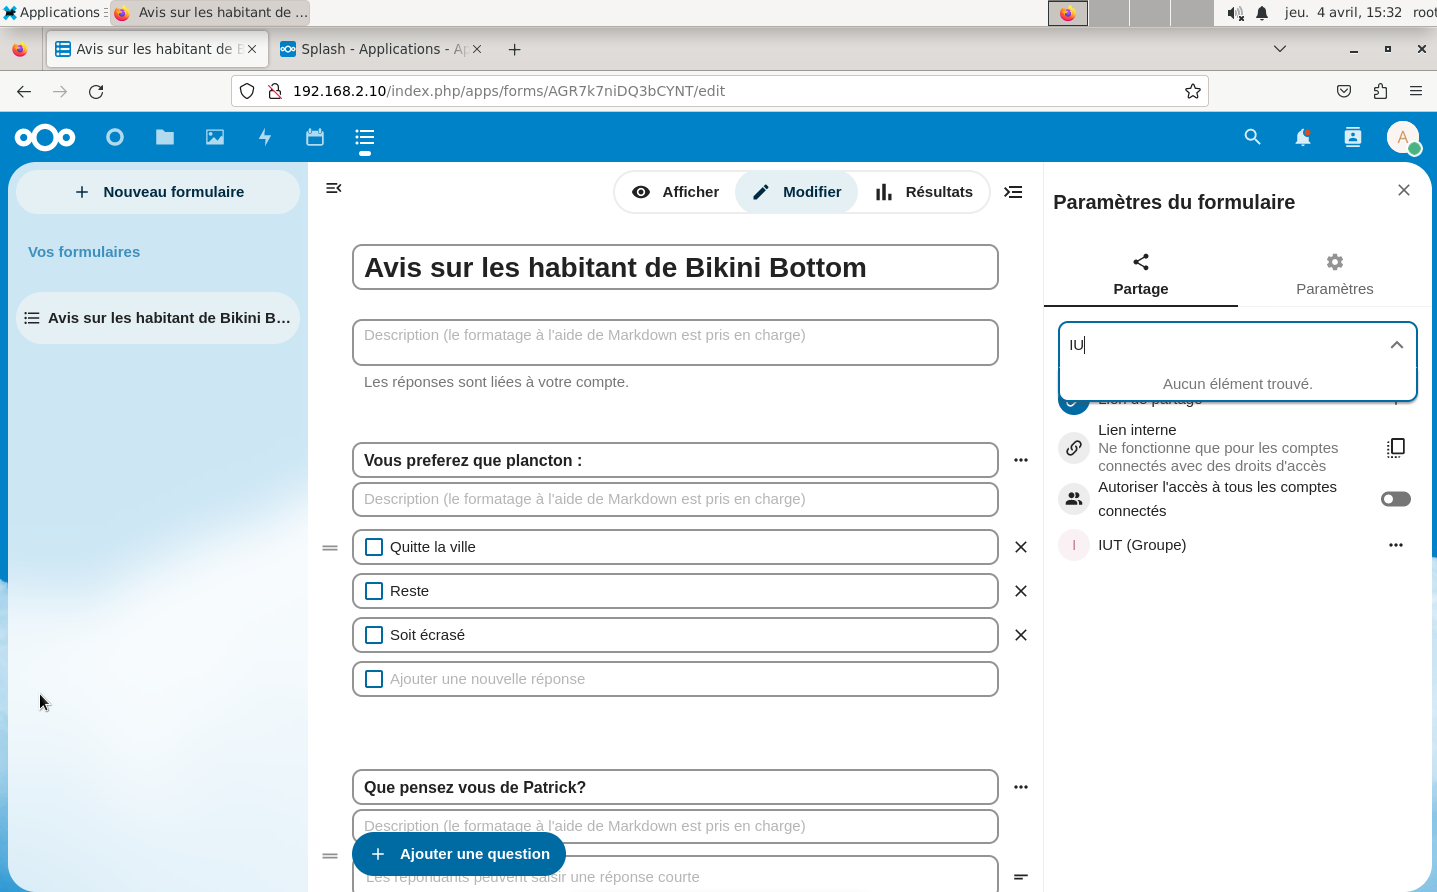 Applications
Avis sur les habitant de ...
jeu. 4 avril, 15:32
root
Avis sur les habitant de B
Splash - Applications - Ap
192.168.2.10/index.php/apps/forms/AGR7k7niDQ3bCYNT/edit
A
Nouveau formulaire
Vos formulaires
Avis sur les habitant de Bikini B...
Afficher
Modifier
Résultats
Avis sur les habitant de Bikini Bottom
Description (le formatage à l'aide de Markdown est pris en charge)
Les réponses sont liées à votre compte.
Vous preferez que plancton :
Description (le formatage à l'aide de Markdown est pris en charge)
Quitte la ville
Reste
Soit écrasé
Ajouter une nouvelle réponse
Que pensez vous de Patrick?
Description (le formatage à l'aide de Markdown est pris en charge)
Ajouter une question
Les répondants peuvent saisir une réponse courte
Paramètres du formulaire
Partage
Paramètres
IU
Aucun élément trouvé.
Lien de partage
Lien interne
Ne fonctionne que pour les comptes
connectés avec des droits d'accès
Autoriser l'accès à tous les comptes
connectés
I
IUT (Groupe)